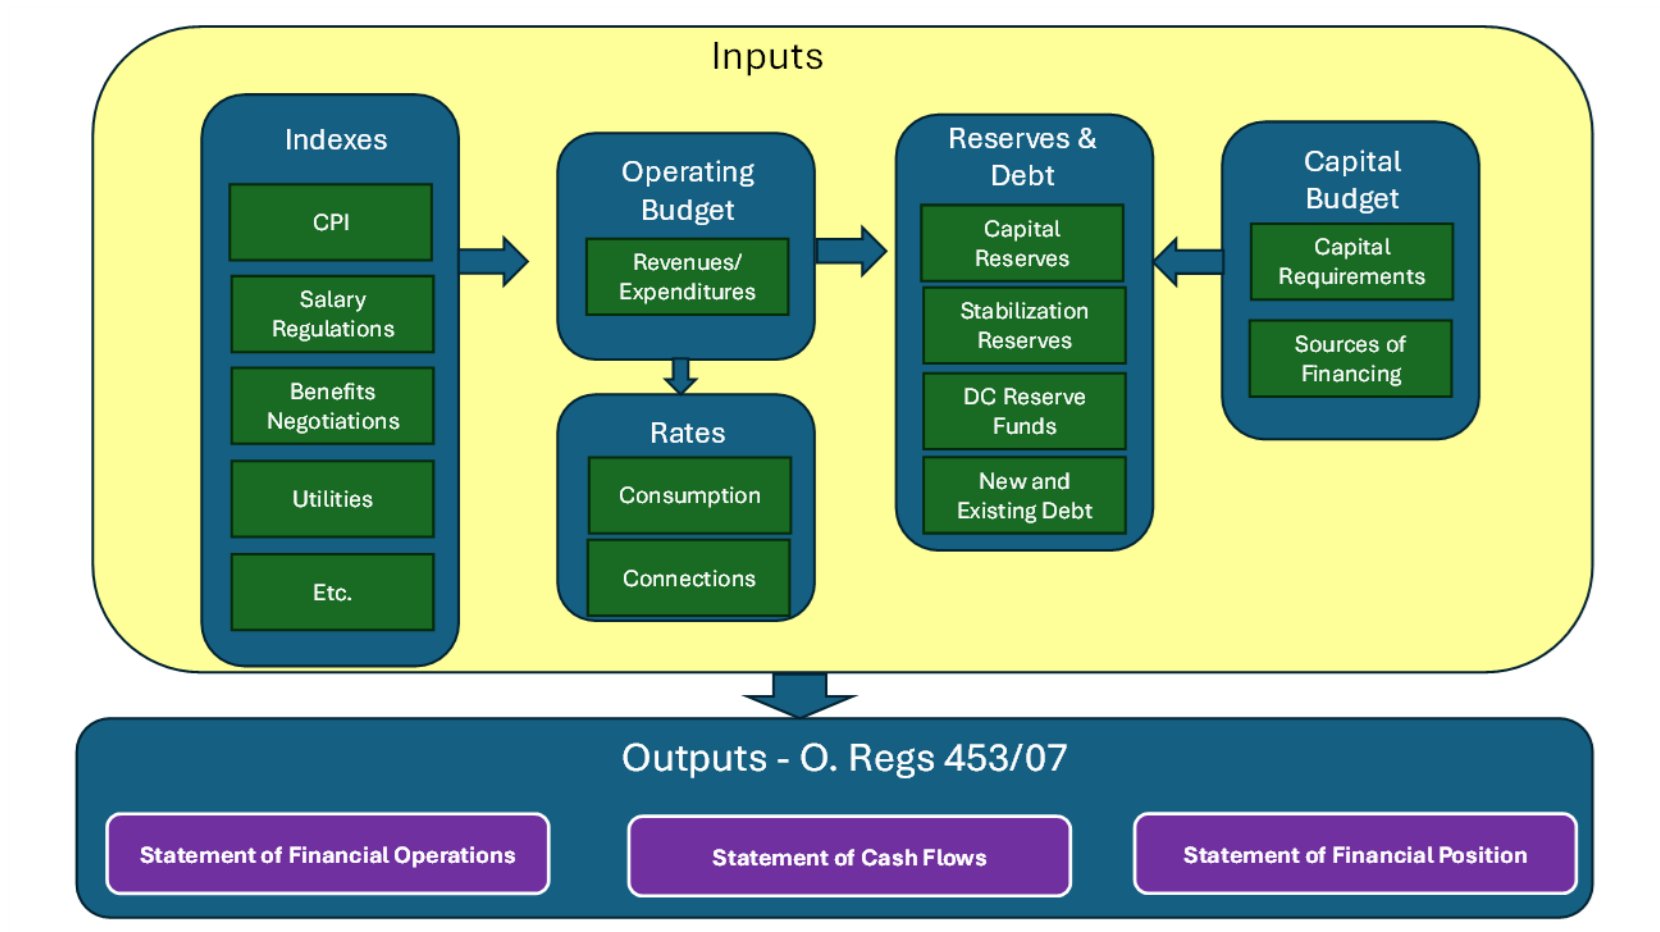 Inputs
Indexes
CPI
Salary
Regulations
Benefits
Negotiations
Utilities
Etc.
Operating
Budget
Revenues/
Expenditures
Rates
Consumption
Connections
Reserves &
Debt
Capital
Reserves
Stabilization
Reserves
DC Reserve
Funds
New and
Existing Debt
Capital
Budget
Capital
Requirements
Sources of
Financing
Outputs - O. Regs 453/07
Statement of Financial Operations
Statement of Cash Flows
Statement of Financial Position